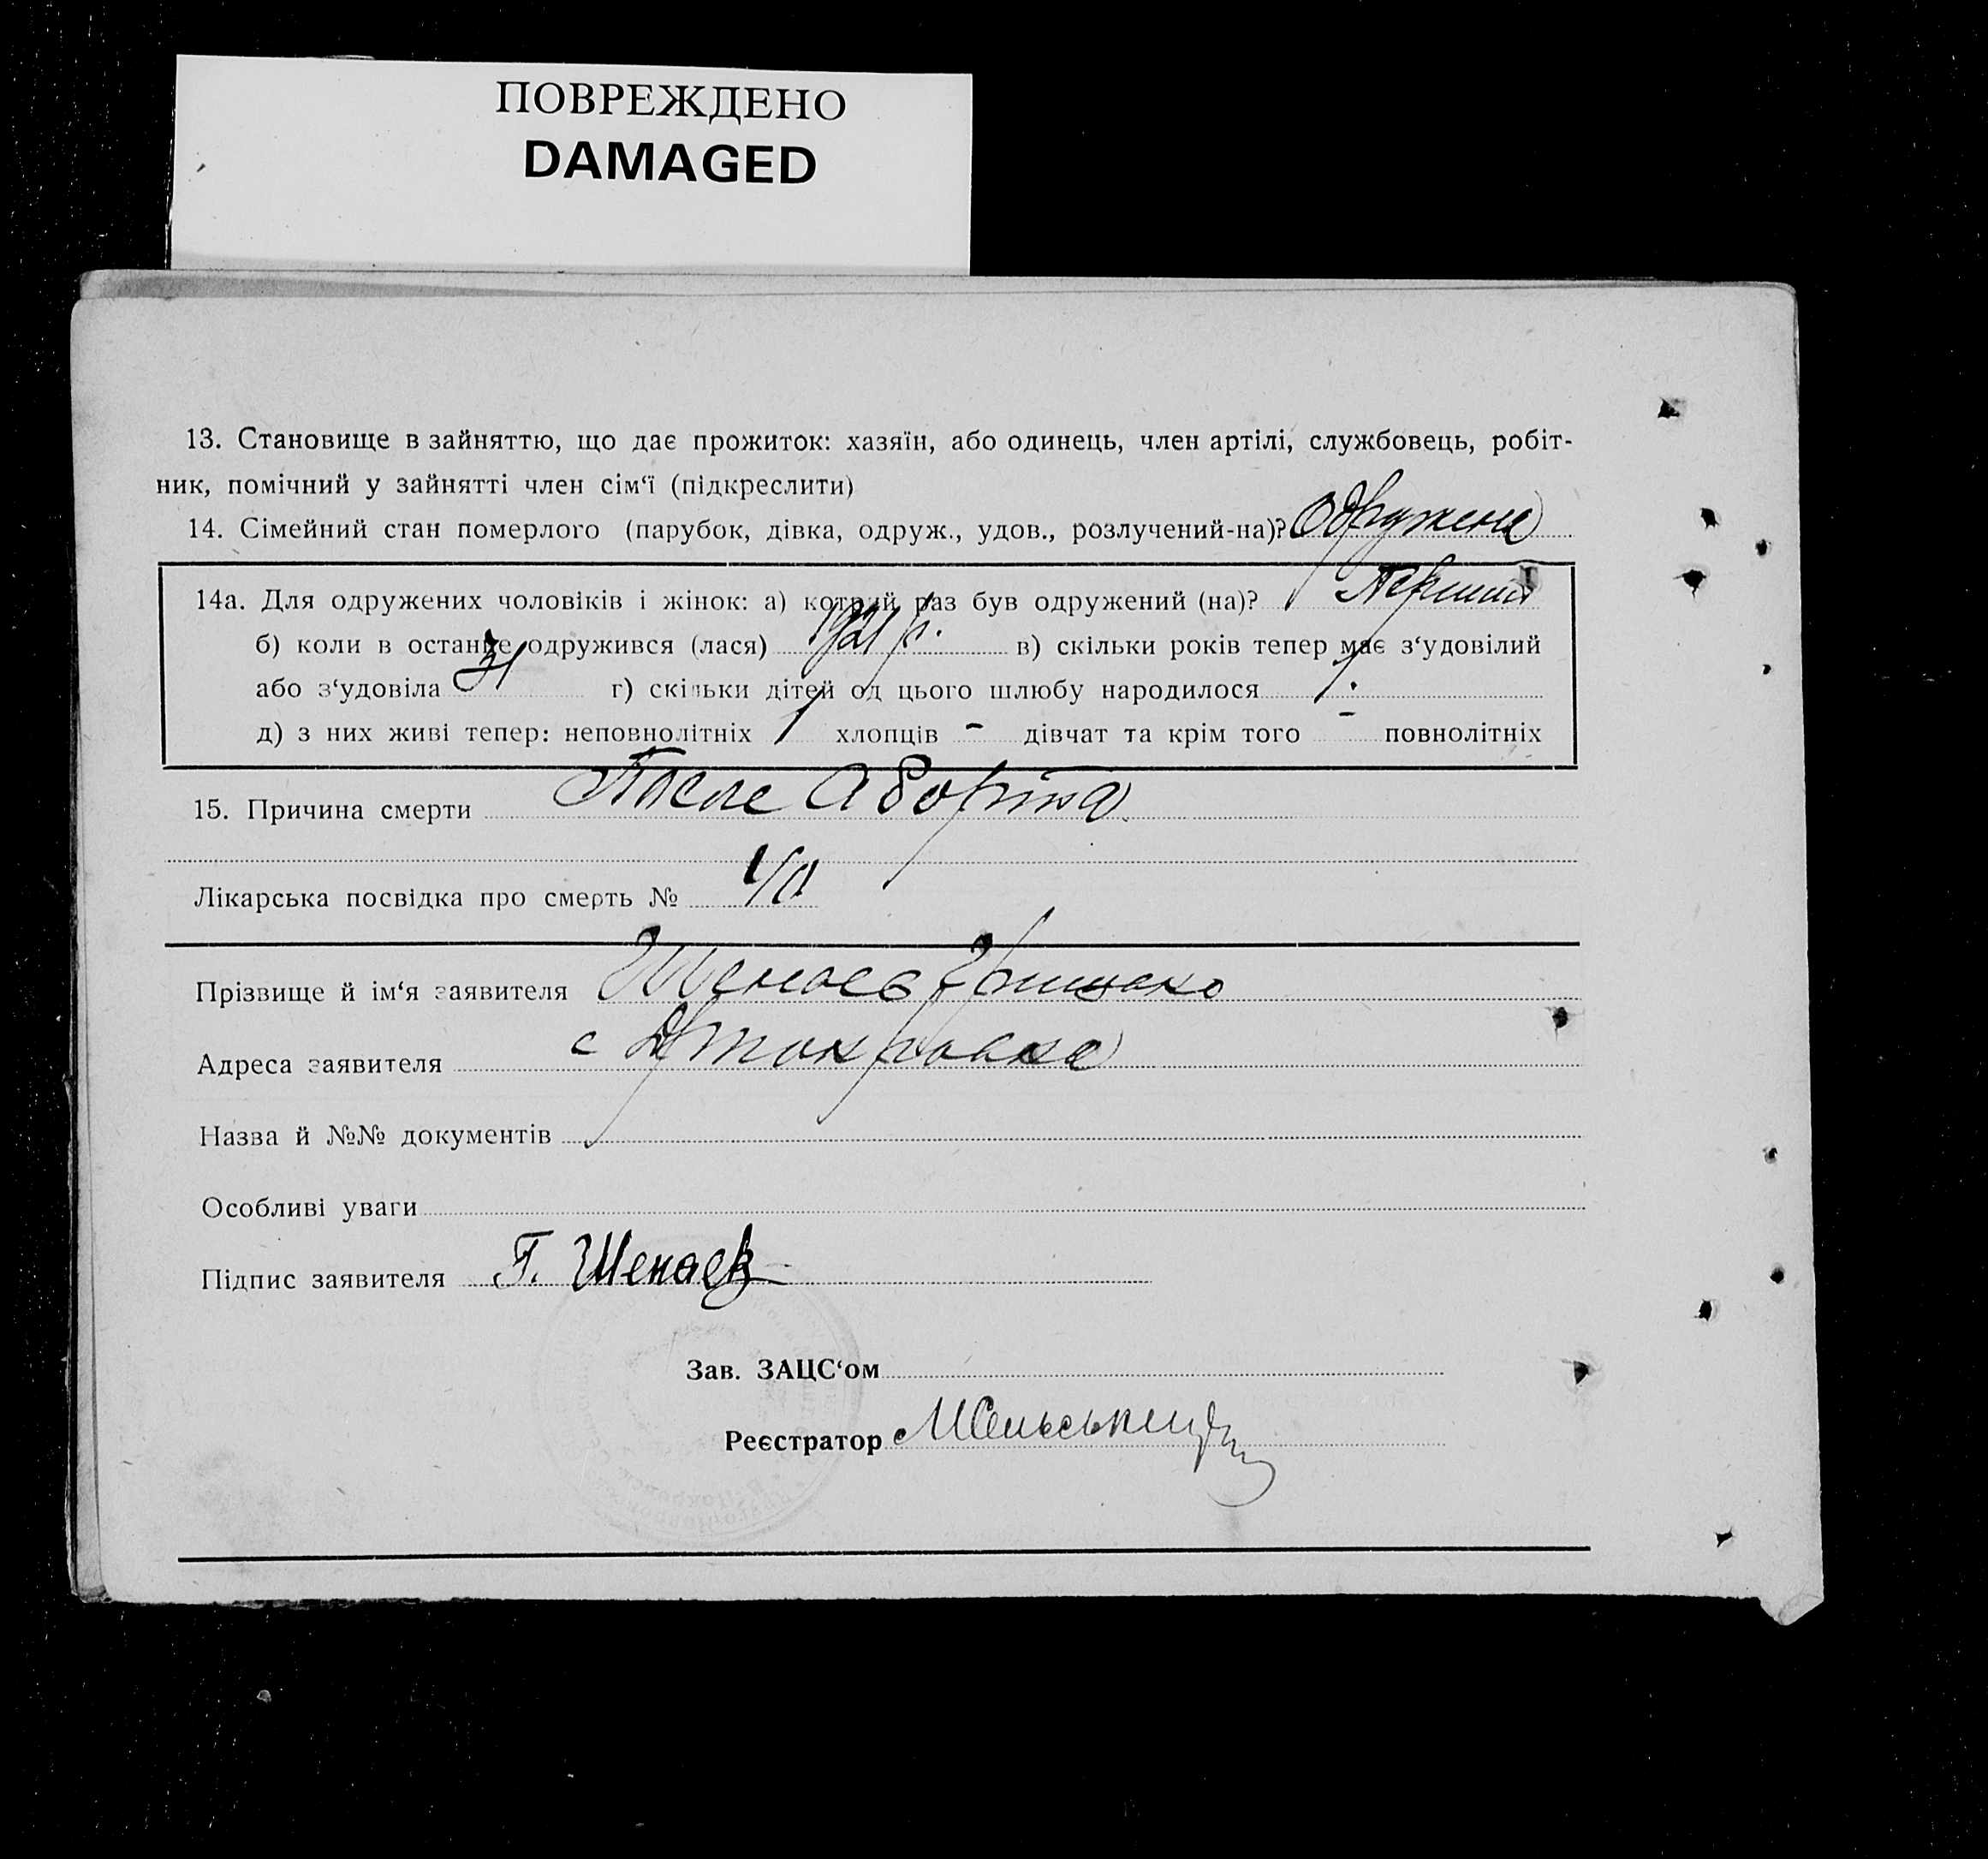 ПОВРЕЖДЕНО
DAMAGED
13. Становище в зайняттю, що дає прожиток: хазяїн, або одинець, член артілі, службовець, робіт-
ник, помічний у зайнятті член сім‘ї (підкреслити)
14. Сімейний стан померлого (парубок, дівка, одруж., удов., розлучений-на)? Одружена
14а. Для одружених чоловіків і жінок: а) котрий раз був одружений (на)? Перший
б) коли в останнє одружився (лася) 1921 р. в) скільки років тепер має з‘удовілий
або з‘удовіла 31 г) скільки дітей од цього шлюбу народилося 1.
д) з них живі тепер: неповнолітніх 1 хлопців - дівчат та крім того - повнолітніх
15. Причина смерти После Аборта
Лікарська посвідка про смерть №
Прізвище й ім‘я заявителя Шенаев
Адреса заявителя с
Назва й №№ документів
Особливі уваги
Підпис заявителя Г. Шенаев
Зав. ЗАЦС‘ом
Реєстратор